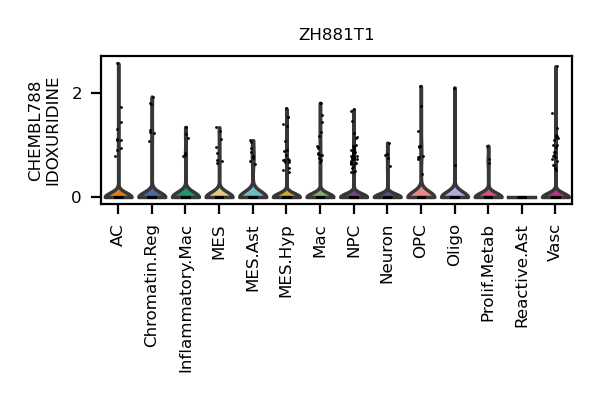 ZH881T1
CHEMBL788
IDOXURIDINE
2
0
AC
Chromatin.Reg
Inflammatory.Mac
MES
MES.Ast
MES.Hyp
Mac
NPC
Neuron
OPC
Oligo
Prolif.Metab
Reactive.Ast
Vasc